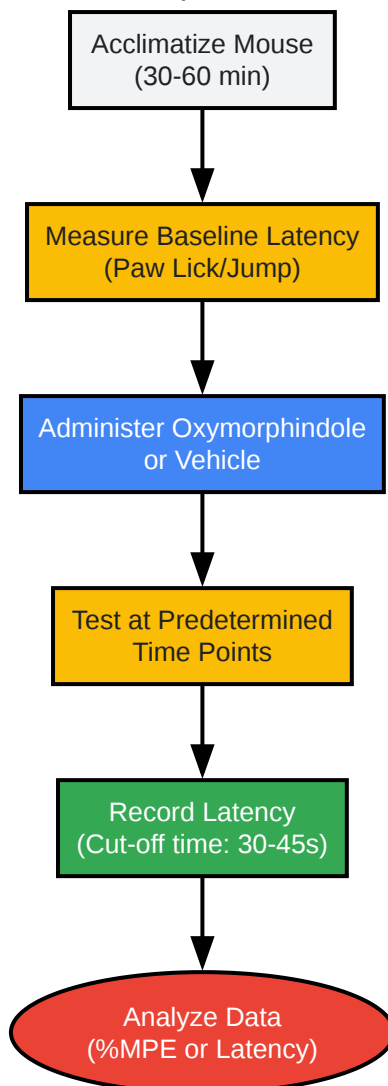 Acclimatize Mouse
(30-60 min)
Measure Baseline Latency
(Paw Lick/Jump)
Administer Oxymorphindole
or Vehicle
Test at Predetermined
Time Points
Record Latency
(Cut-off time: 30-45s)
Analyze Data
(%MPE or Latency)